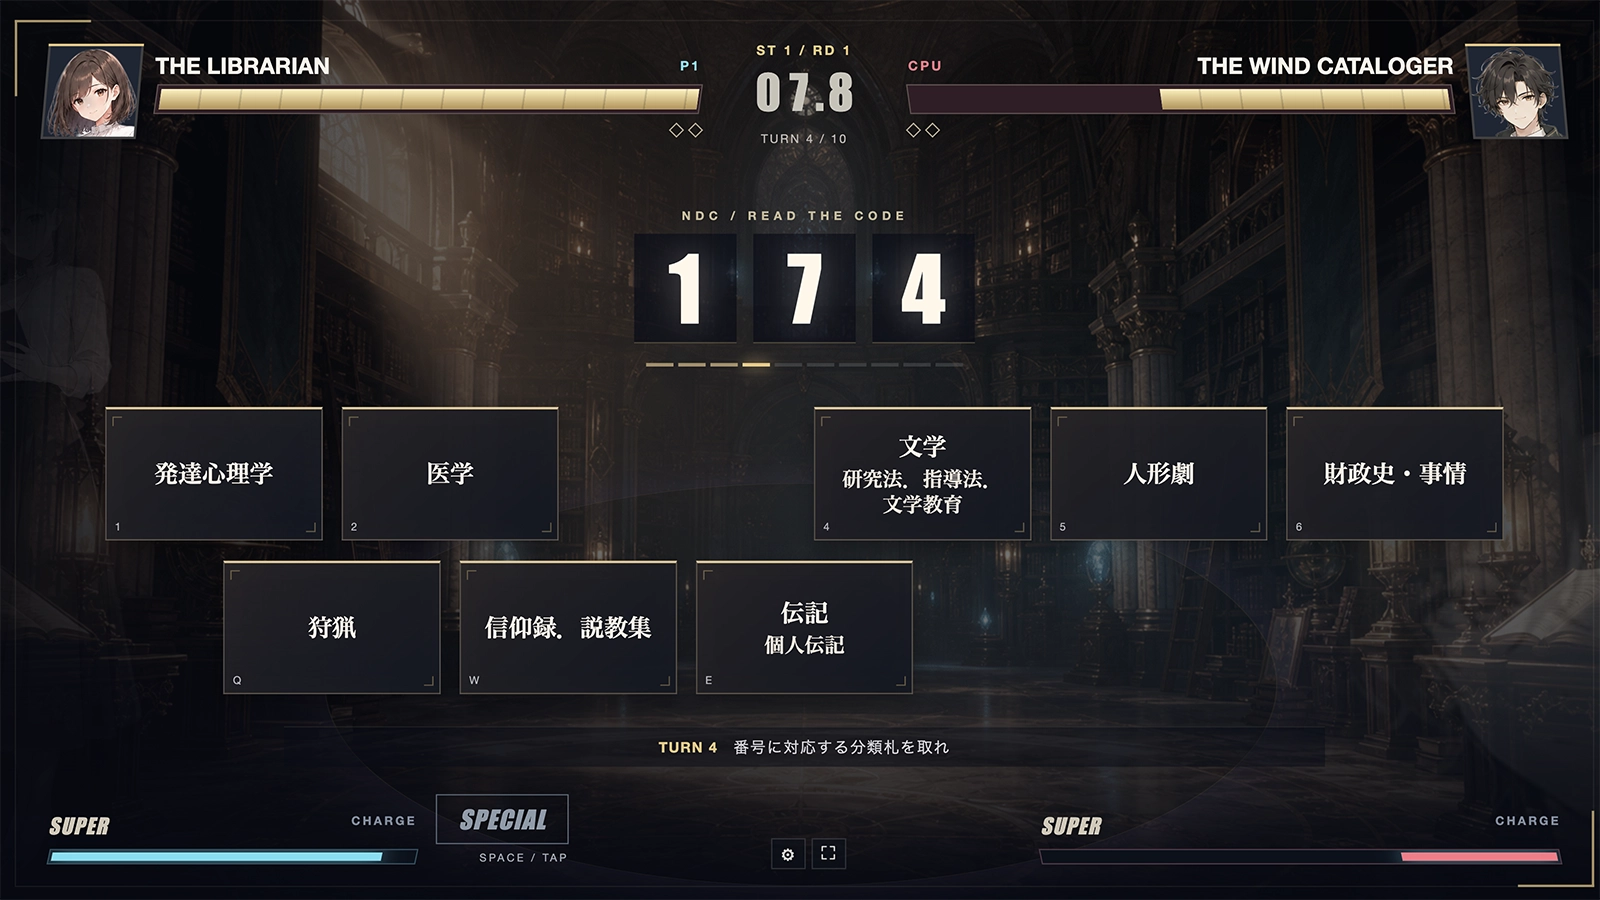 THE LIBRARIAN
P1
ST 1 / RD 1
07.8
TURN 4 / 10
CPU
THE WIND CATALOGER
NDC / READ THE CODE
1 7 4
発達心理学
1
医学
2
文学
研究法．指導法．
文学教育
4
人形劇
5
財政史・事情
6
狩猟
Q
信仰録．説教集
W
伝記
個人伝記
E
TURN 4 番号に対応する分類札を取れ
SUPER
CHARGE
SPECIAL
SPACE / TAP
SUPER
CHARGE